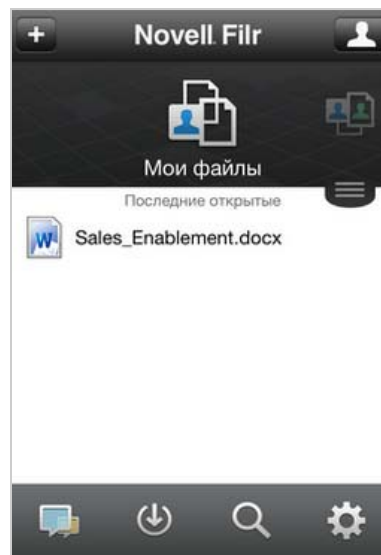 Novell Filr
Мои файлы
Последние открытые
Sales_Enablement.docx